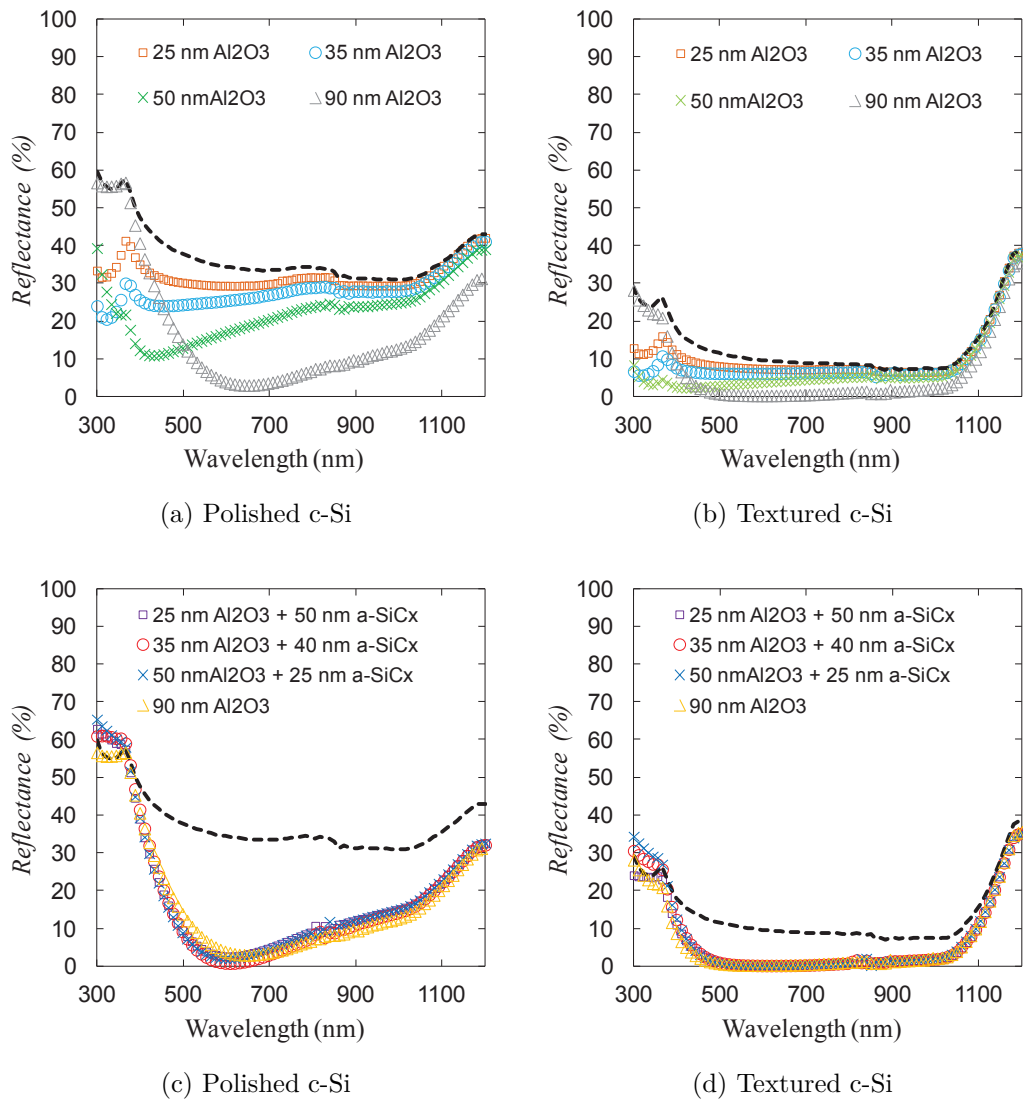 100
90
80
70
60
50
40
30
20
10
0
Reflectance (%)
25 nm Al2O3
35 nm Al2O3
50 nmAl2O3
90 nm Al2O3
300 500 700 900 1100
Wavelength (nm)
(a) Polished c-Si
100
90
80
70
60
50
40
30
20
10
0
Reflectance (%)
25 nm Al2O3
35 nm Al2O3
50 nmAl2O3
90 nm Al2O3
300 500 700 900 1100
Wavelength (nm)
(b) Textured c-Si
100
90
80
70
60
50
40
30
20
10
0
Reflectance (%)
25 nm Al2O3 + 50 nm a-SiCx
35 nm Al2O3 + 40 nm a-SiCx
50 nmAl2O3 + 25 nm a-SiCx
90 nm Al2O3
300 500 700 900 1100
Wavelength (nm)
(c) Polished c-Si
100
90
80
70
60
50
40
30
20
10
0
Reflectance (%)
25 nm Al2O3 + 50 nm a-SiCx
35 nm Al2O3 + 40 nm a-SiCx
50 nmAl2O3 + 25 nm a-SiCx
90 nm Al2O3
300 500 700 900 1100
Wavelength (nm)
(d) Textured c-Si